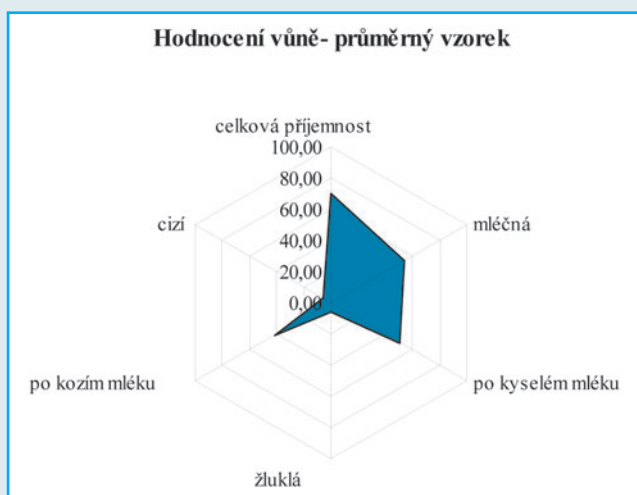 Hodnocení vůně- průměrný vzorek
celková příjemnost
100,00
80,00
60,00
40,00
20,00
0,00
cizí
mléčná
po kozím mléku
po kyselém mléku
žluklá